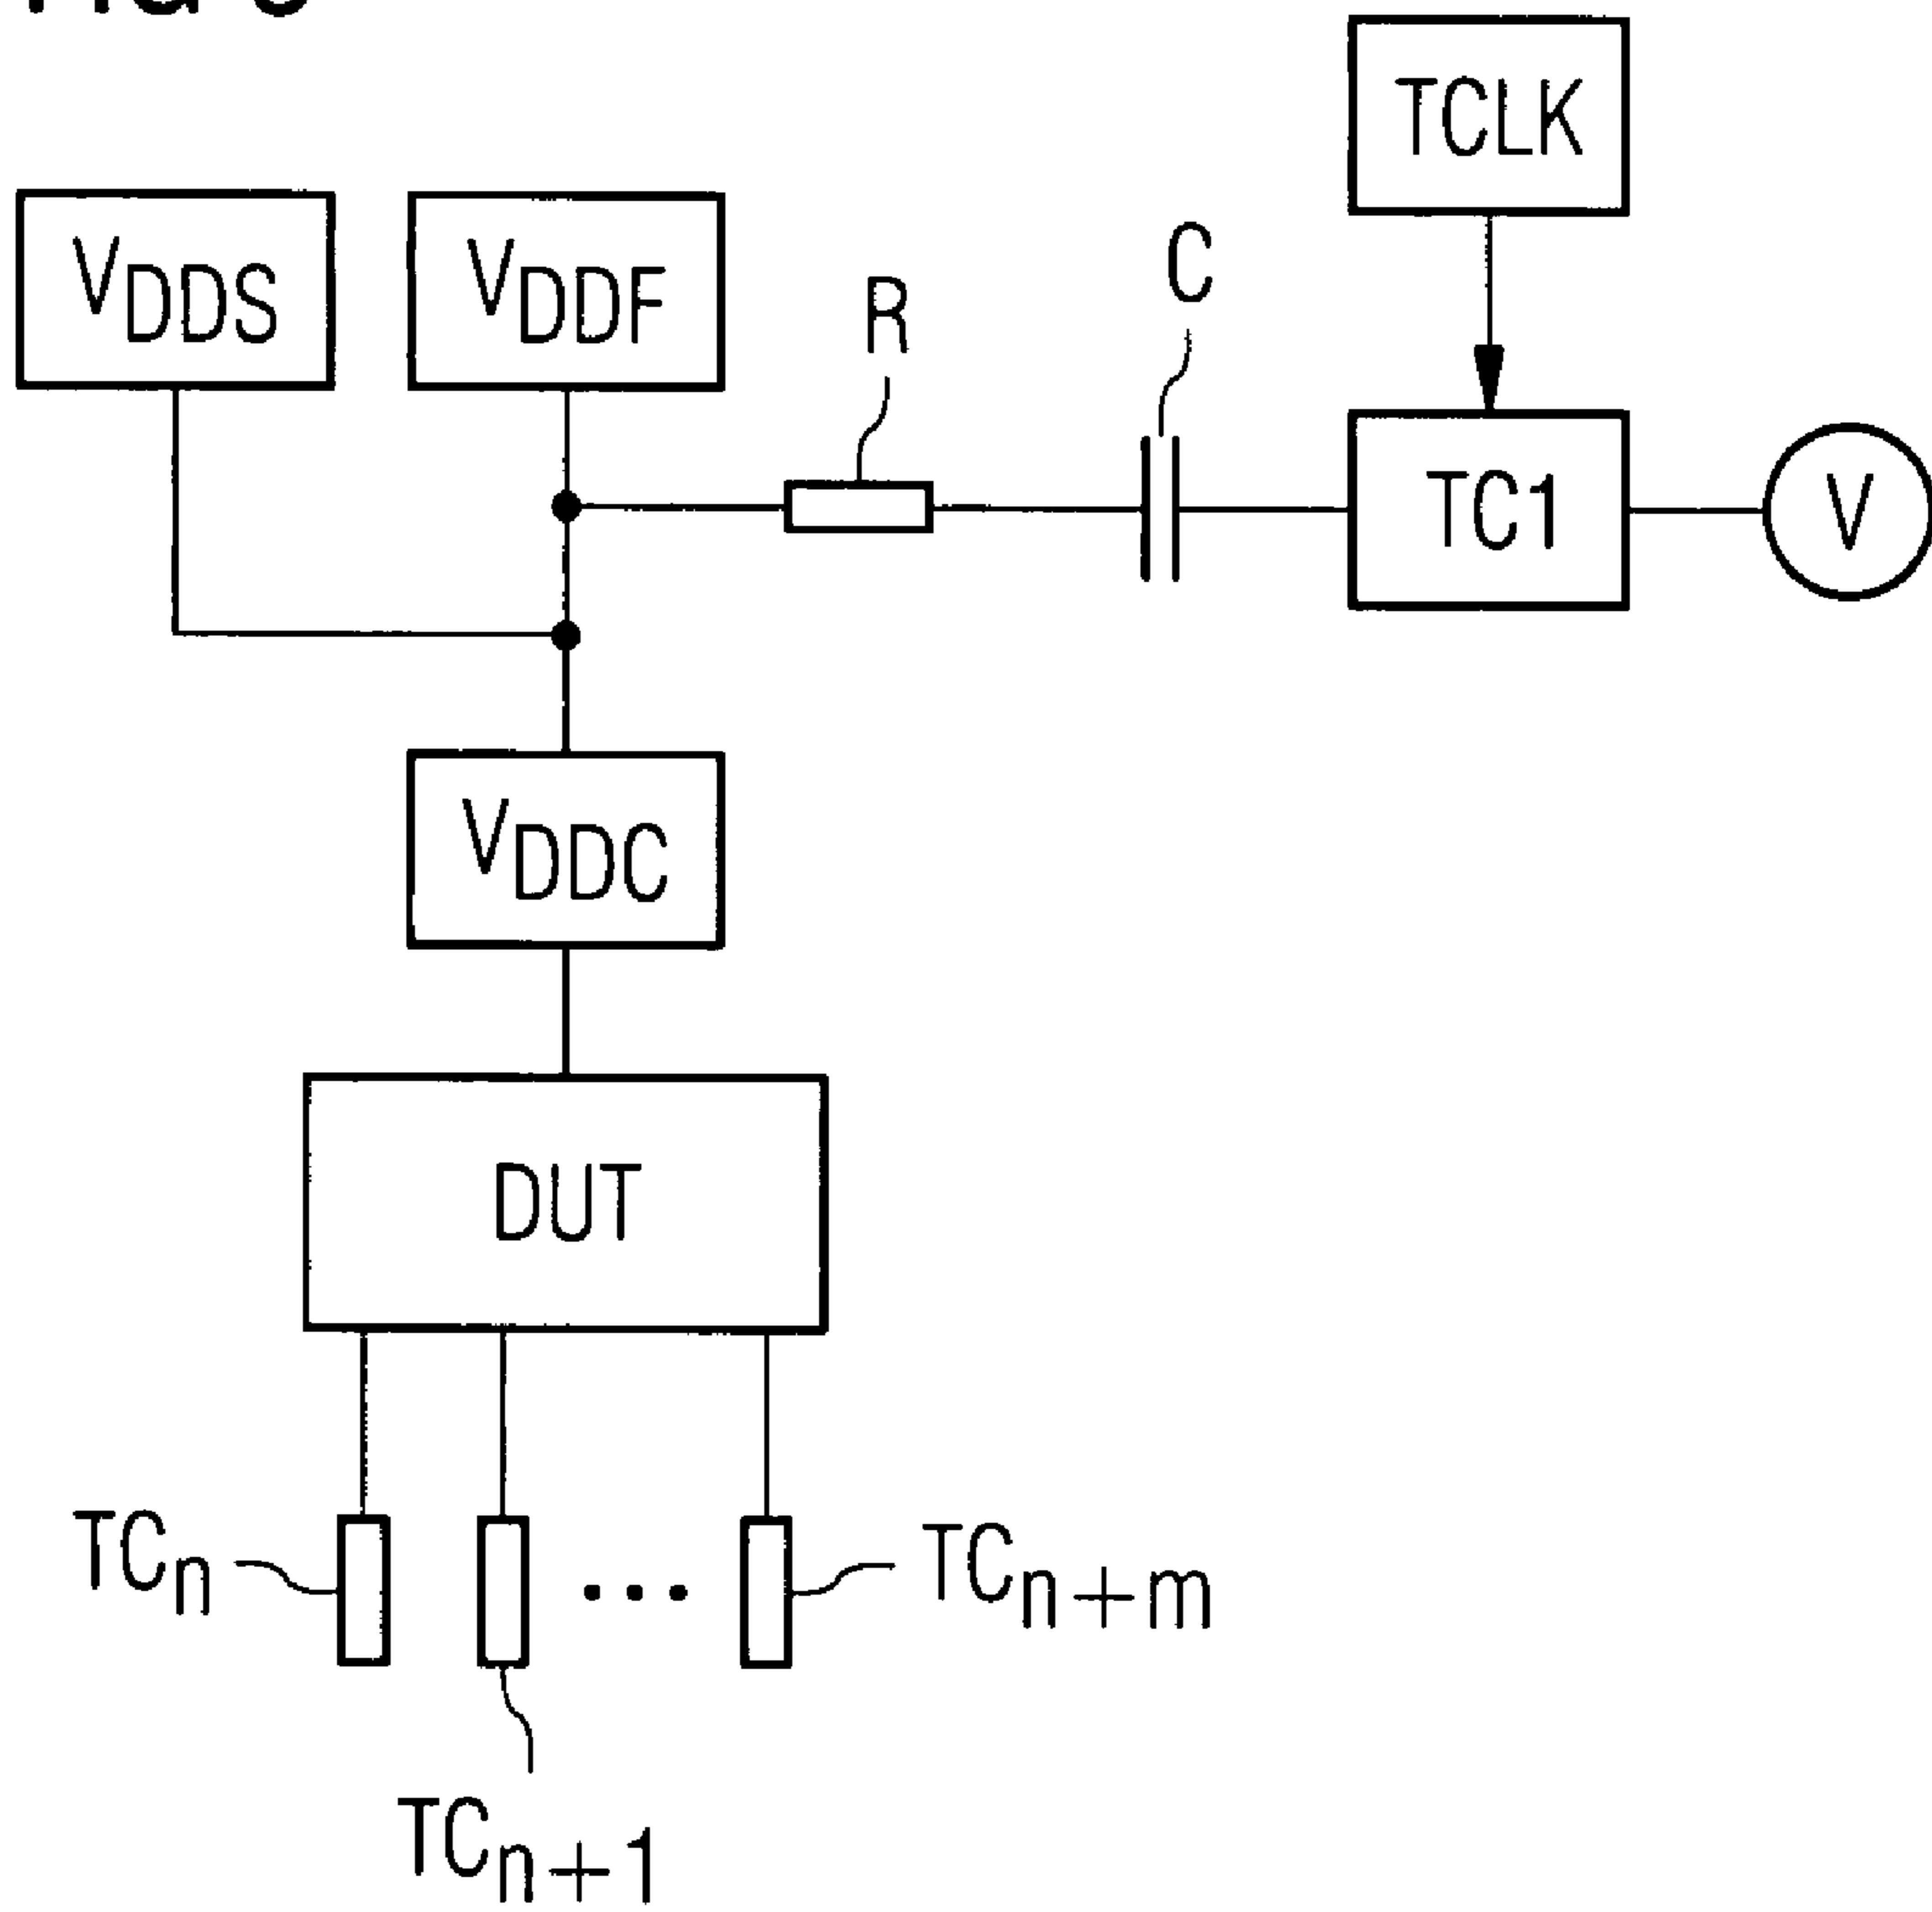 TCLK
VDDS
VDDF
R
C
TC1
V
VDDC
DUT
TCn
TCn+m
TCn+1